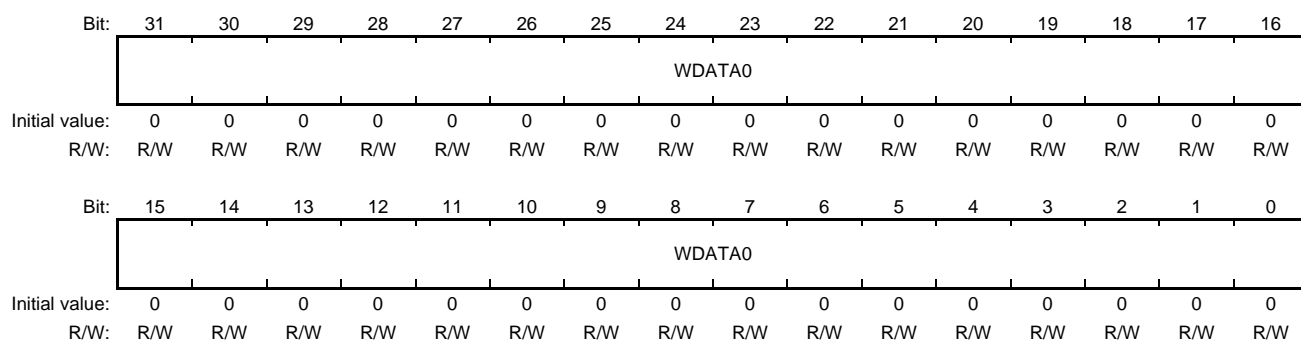 Bit: 31 30 29 28 27 26 25 24 23 22 21 20 19 18 17 16
WDATA0
Initial value: 0 0 0 0 0 0 0 0 0 0 0 0 0 0 0 0
R/W: R/W R/W R/W R/W R/W R/W R/W R/W R/W R/W R/W R/W R/W R/W R/W R/W
Bit: 15 14 13 12 11 10 9 8 7 6 5 4 3 2 1 0
WDATA0
Initial value: 0 0 0 0 0 0 0 0 0 0 0 0 0 0 0 0
R/W: R/W R/W R/W R/W R/W R/W R/W R/W R/W R/W R/W R/W R/W R/W R/W R/W